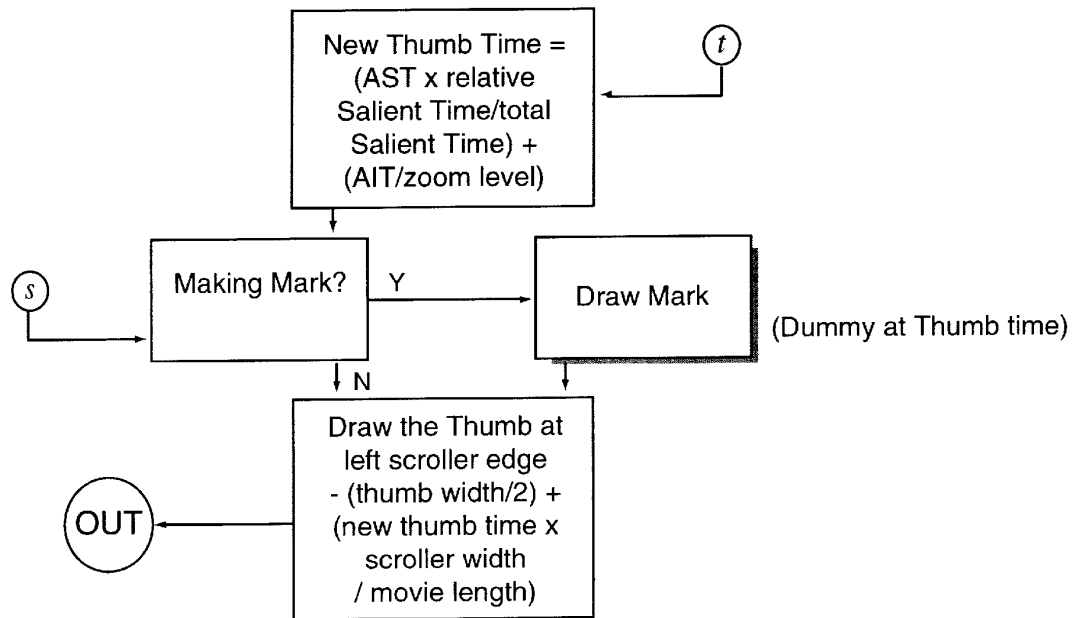 New Thumb Time =
(AST x relative
Salient Time/total
Salient Time) +
(AIT/zoom level)
t
s
Making Mark?
Y
Draw Mark
(Dummy at Thumb time)
N
Draw the Thumb at
left scroller edge
- (thumb width/2) +
(new thumb time x
scroller width
/ movie length)
OUT